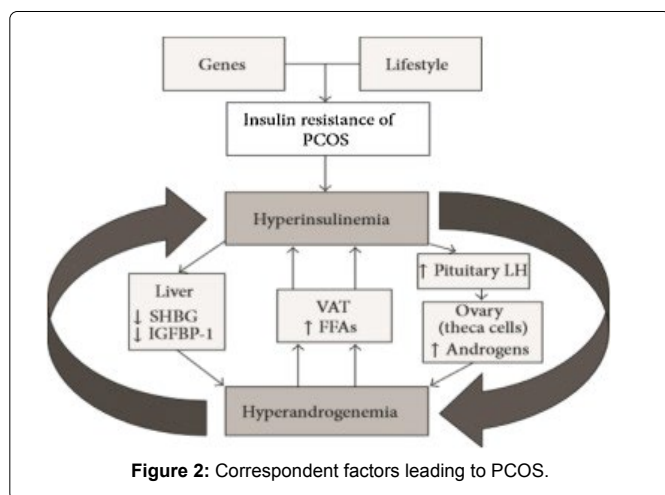 Genes
Lifestyle
Insulin resistance of
PCOS
Hyperinsulinemia
↑ Pituitary LH
Liver
↓ SHBG
↓ IGFBP-1
VAT
↑ FFAs
Ovary
(theca cells)
↑ Androgens
Hyperandrogenemia
Figure 2: Correspondent factors leading to PCOS.